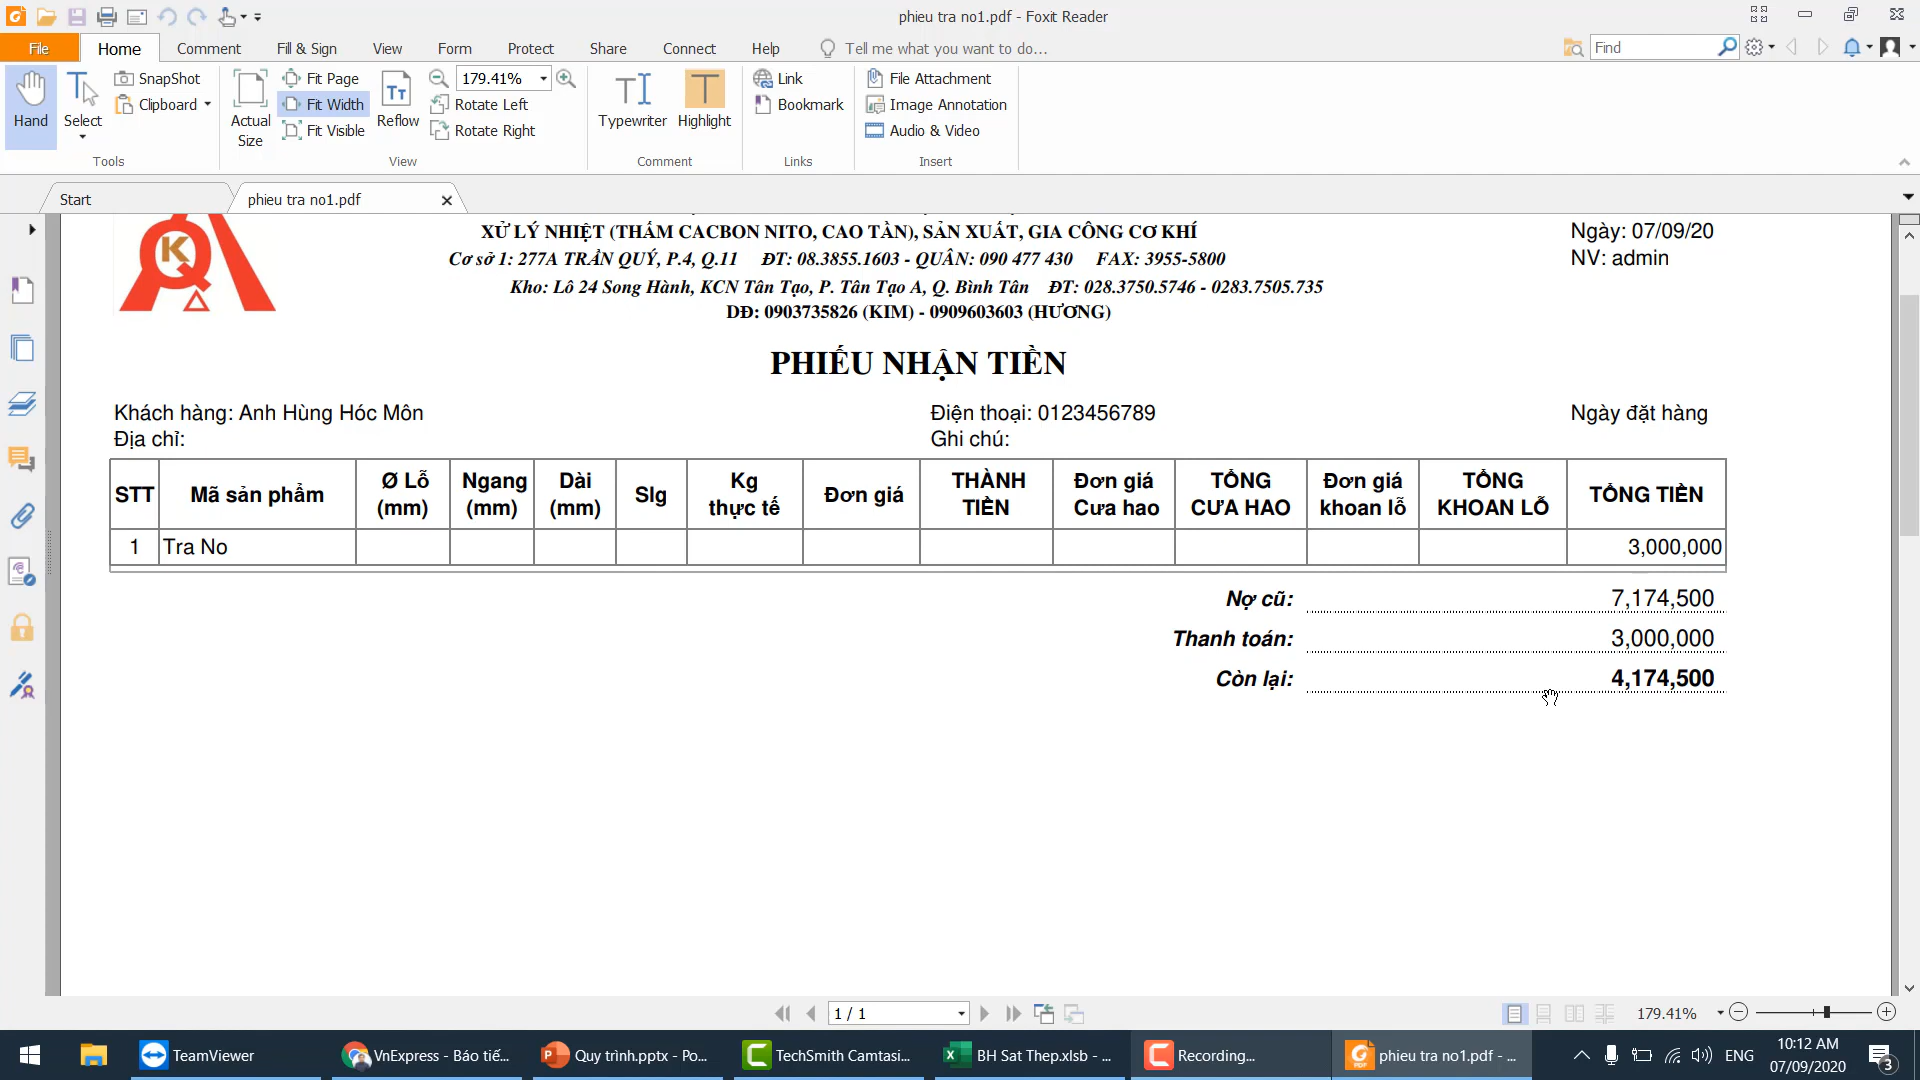 phieu tra no1.pdf - Foxit Reader
File Home Comment Fill & Sign View Form Protect Share Connect Help Tell me what you want to do... Find
Hand
Select
SnapShot
Clipboard
Tools
Actual Size
Fit Page
Fit Width
Fit Visible
Reflow
179.41%
Rotate Left
Rotate Right
View
Typewriter
Highlight
Comment
Link
Bookmark
Links
File Attachment
Image Annotation
Audio & Video
Insert
Start
phieu tra no1.pdf
KQ
XỬ LÝ NHIỆT (THẤM CACBON NITO, CAO TẦN), SẢN XUẤT, GIA CÔNG CƠ KHÍ
Cơ sở 1: 277A TRẦN QUÝ, P.4, Q.11 ĐT: 08.3855.1603 - QUÂN: 090 477 430 FAX: 3955-5800
Kho: Lô 24 Song Hành, KCN Tân Tạo, P. Tân Tạo A, Q. Bình Tân ĐT: 028.3750.5746 - 0283.7505.735
DĐ: 0903735826 (KIM) - 0909603603 (HƯƠNG)
Ngày: 07/09/20
NV: admin
PHIẾU NHẬN TIỀN
Khách hàng: Anh Hùng Hóc Môn Điện thoại: 0123456789 Ngày đặt hàng
Địa chỉ: Ghi chú:
STT Mã sản phẩm Ø Lỗ (mm) Ngang (mm) Dài (mm) Slg Kg thực tế Đơn giá THÀNH TIỀN Đơn giá Cưa hao TỔNG CƯA HAO Đơn giá khoan lỗ TỔNG KHOAN LỖ TỔNG TIỀN
1 Tra No 3,000,000
Nợ cũ: 7,174,500
Thanh toán: 3,000,000
Còn lại: 4,174,500
1 / 1
179.41%
TeamViewer
VnExpress - Báo tiế...
Quy trình.pptx - Po...
TechSmith Camtasi...
BH Sat Thep.xlsb - ...
Recording...
phieu tra no1.pdf - ...
ENG
10:12 AM
07/09/2020
3